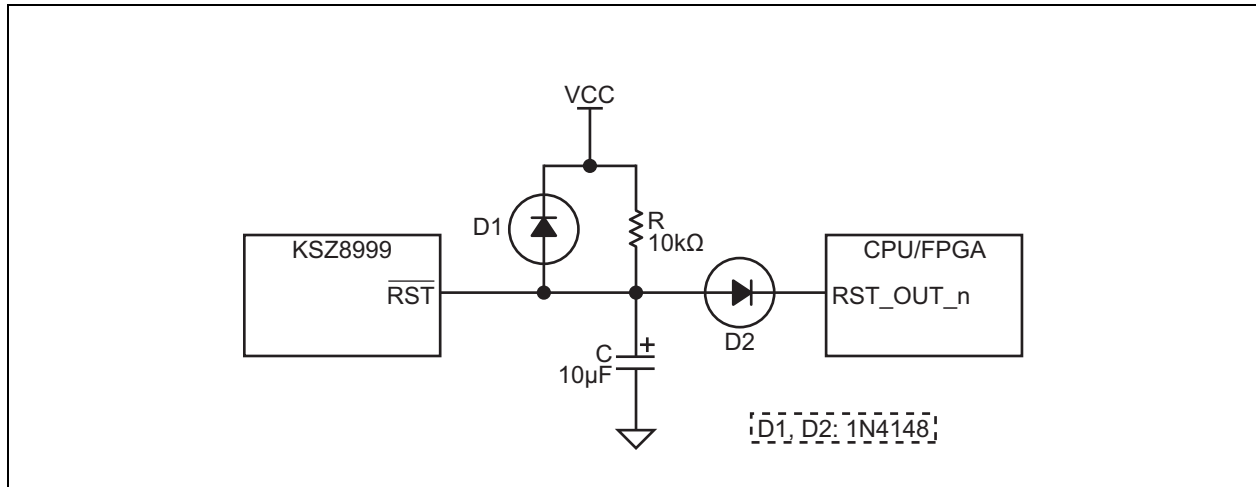 VCC
D1
R
10kΩ
KSZ8999
RST
CPU/FPGA
RST_OUT_n
D2
C
+
10µF
D1, D2: 1N4148